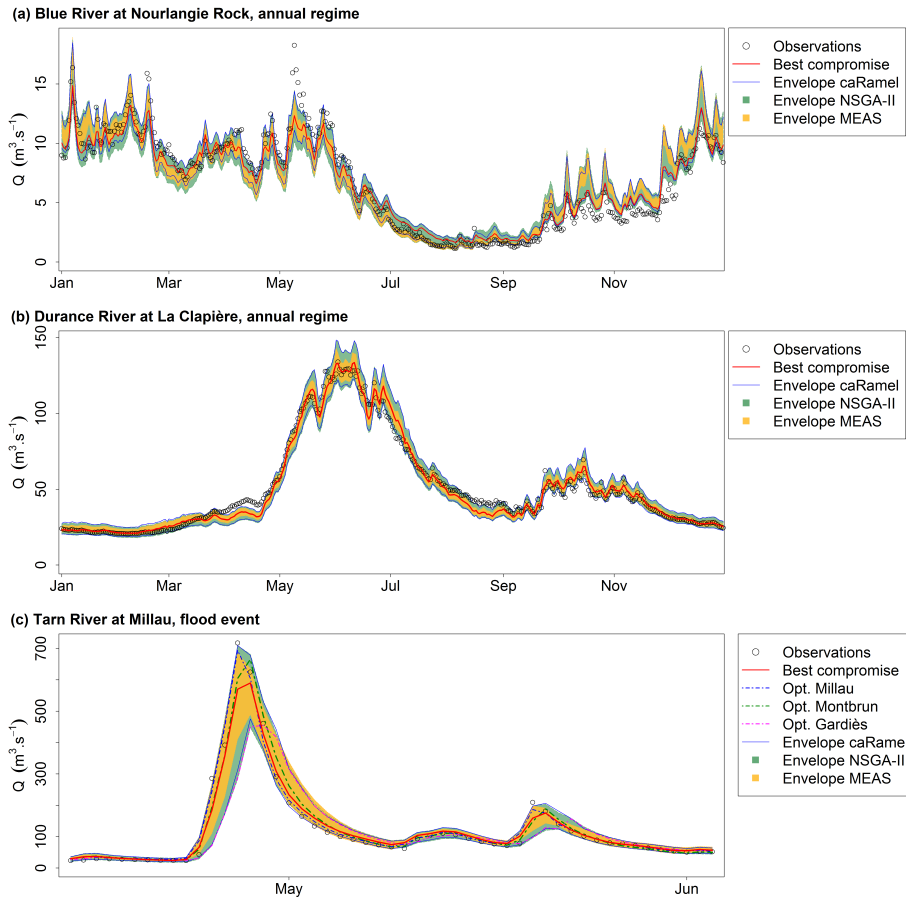 (a) Blue River at Nourlangie Rock, annual regime
Q (m³.s⁻¹)
15
10
5
0
Jan Mar May Jul Sep Nov
Observations
Best compromise
Envelope caRamel
Envelope NSGA-II
Envelope MEAS
(b) Durance River at La Clapière, annual regime
Q (m³.s⁻¹)
150
100
50
0
Jan Mar May Jul Sep Nov
Observations
Best compromise
Envelope caRamel
Envelope NSGA-II
Envelope MEAS
(c) Tarn River at Millau, flood event
Q (m³.s⁻¹)
700
500
300
100
0
May Jun
Observations
Best compromise
Opt. Millau
Opt. Montbrun
Opt. Gardiès
Envelope caRame
Envelope NSGA-II
Envelope MEAS